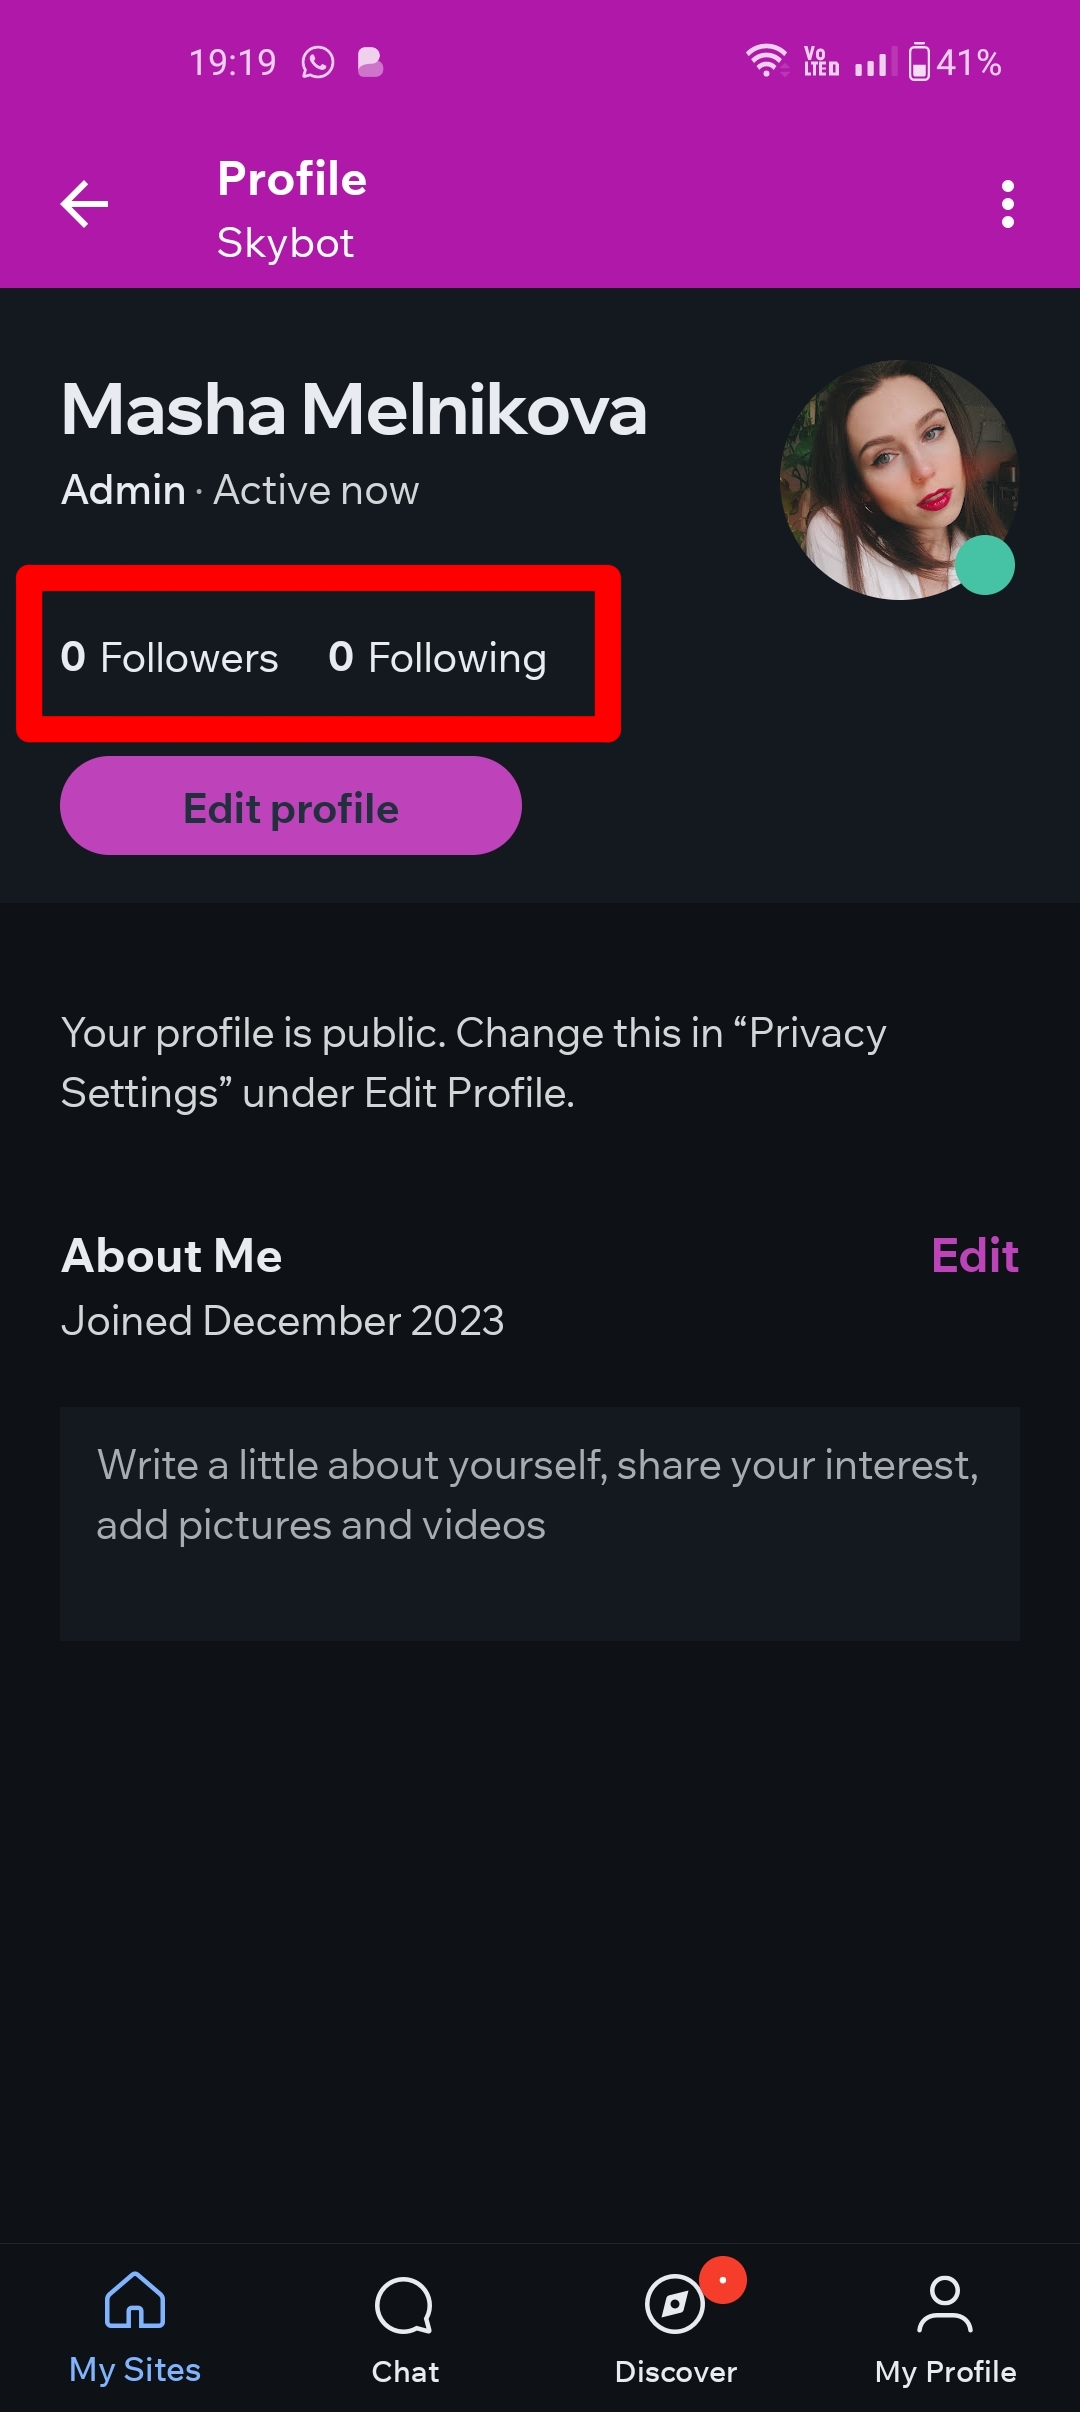 19:19
Vo
LTED
41%
Profile
Skybot
Masha Melnikova
Admin · Active now
0 Followers 0 Following
Edit profile
Your profile is public. Change this in “Privacy
Settings” under Edit Profile.
About Me
Edit
Joined December 2023
Write a little about yourself, share your interest,
add pictures and videos
My Sites
Chat
Discover
My Profile